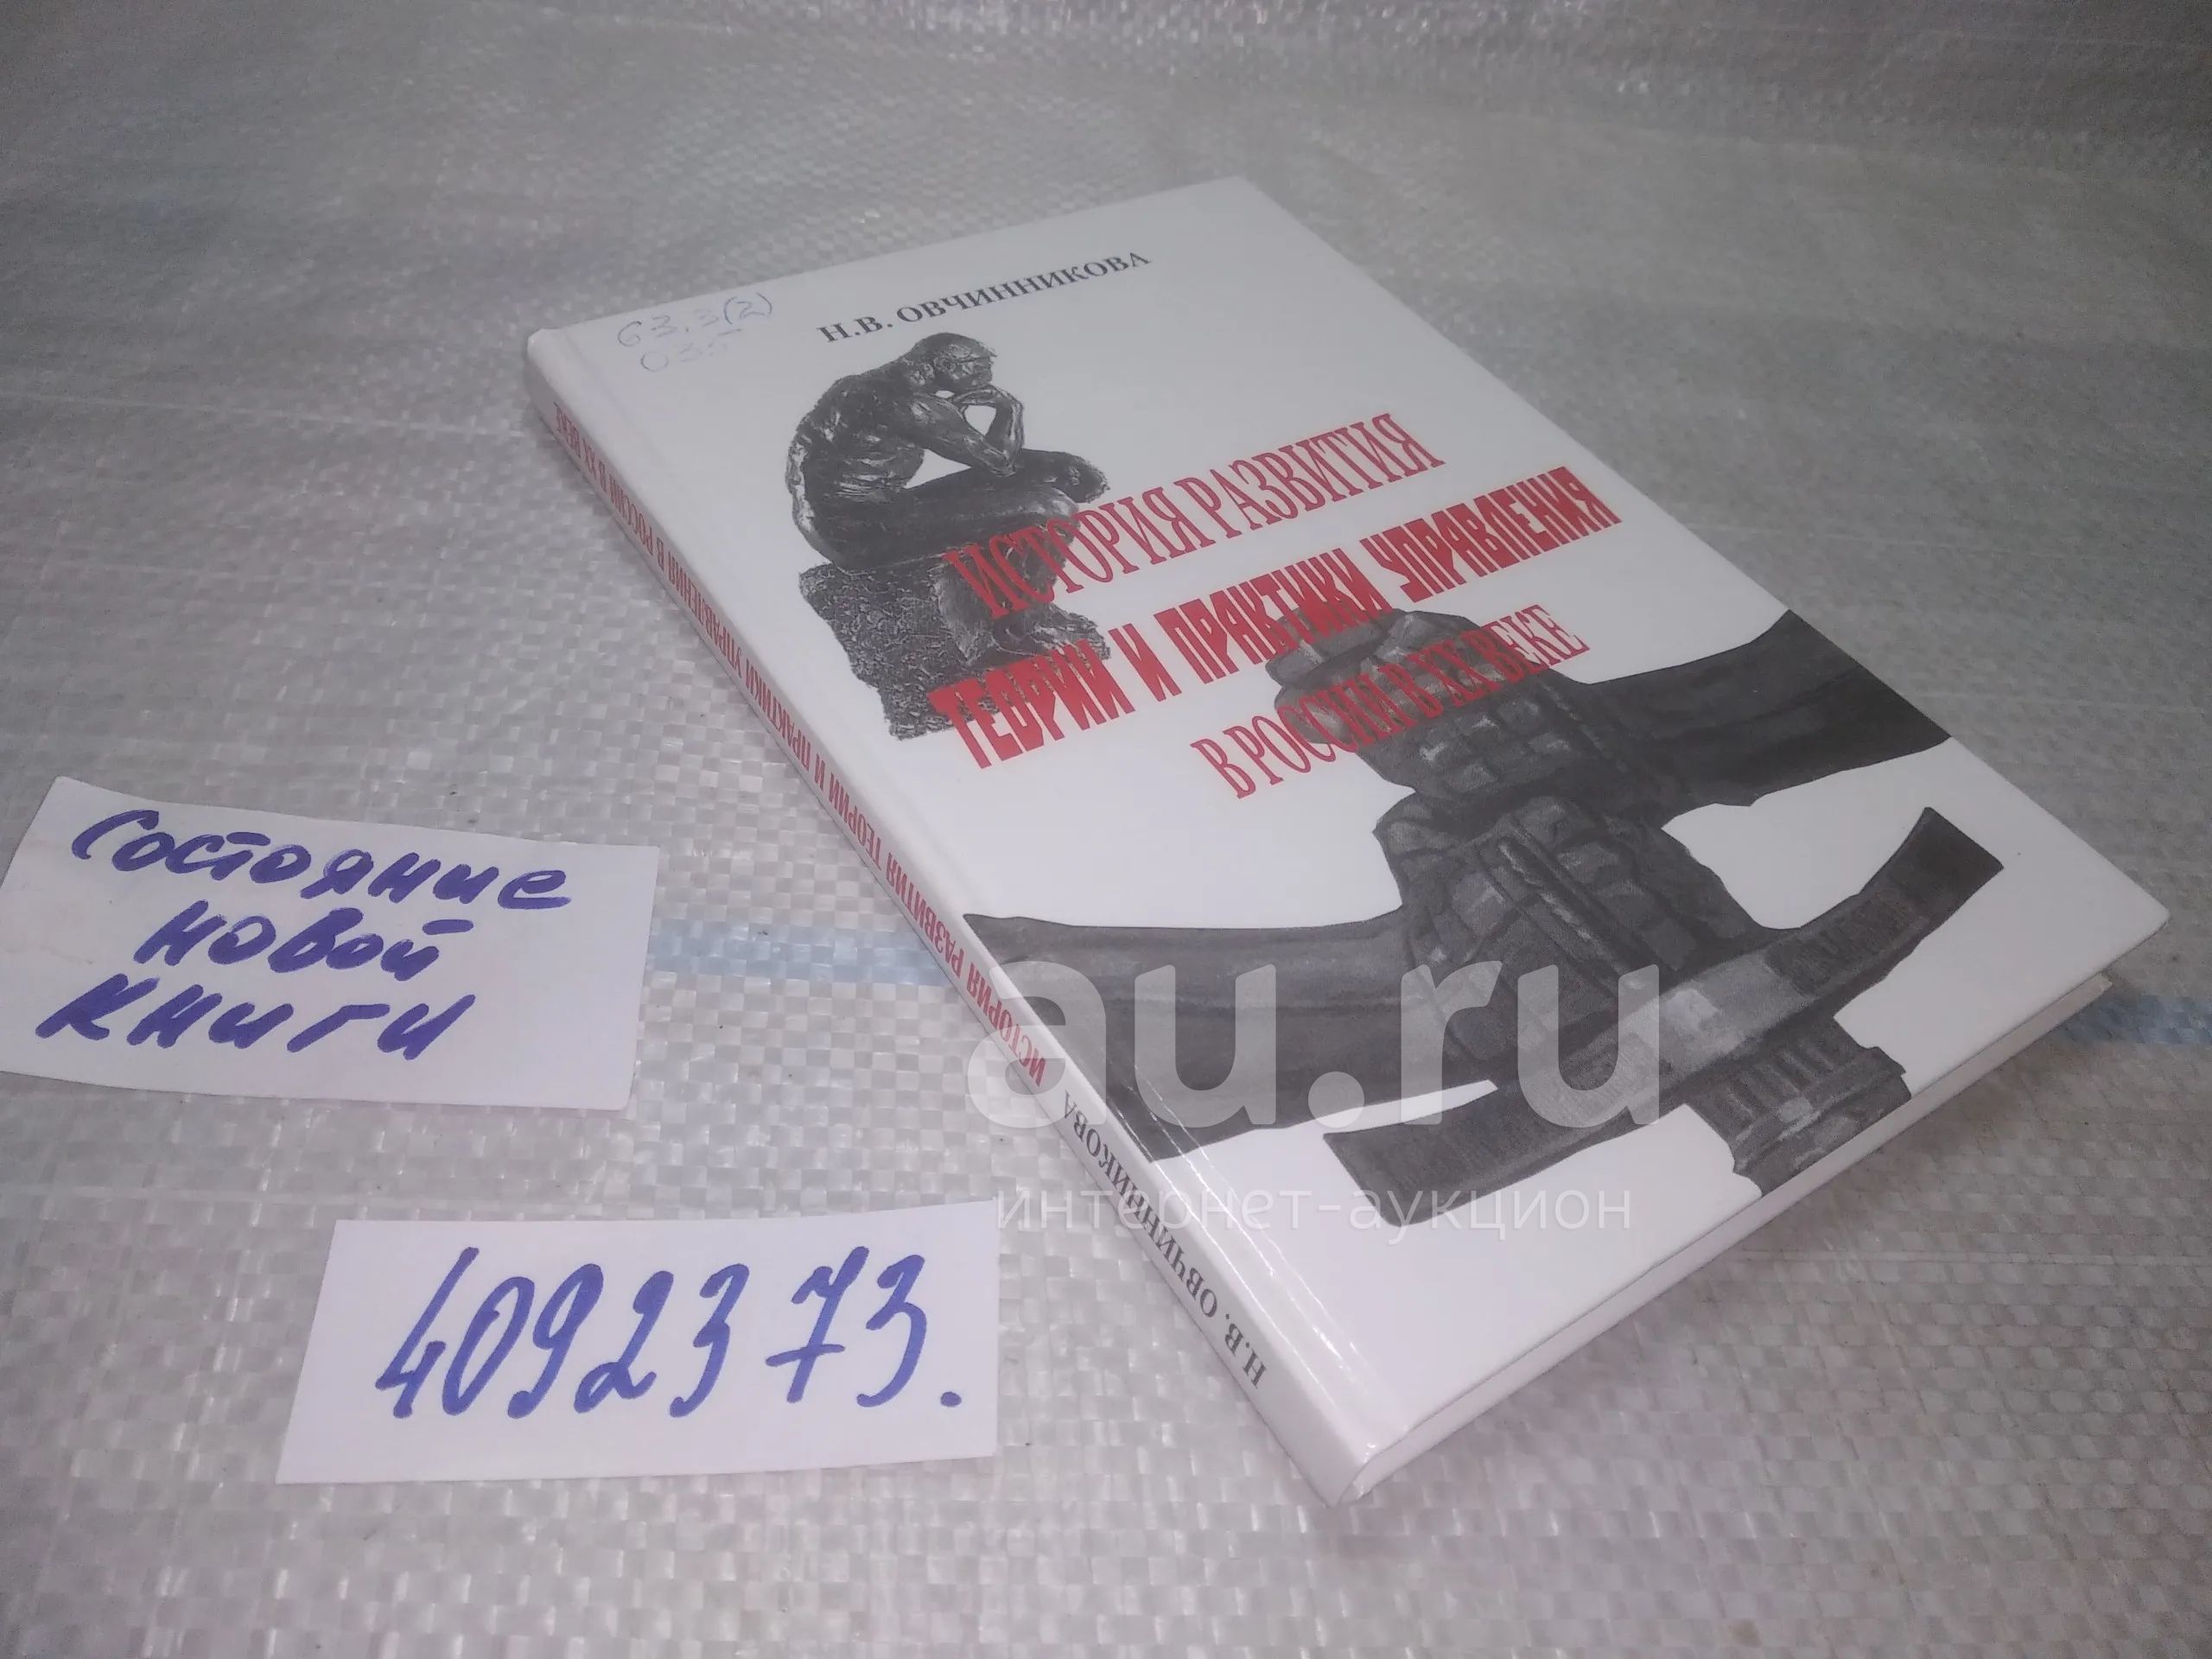 63.3(2)
Н.В. ОВЧИННИКОВА
ИСТОРИЯ РАЗВИТИЯ
ТЕОРИИ И ПРАКТИКИ УПРАВЛЕНИЯ
В РОССИИ В XX ВЕКЕ
Н.В. ОВЧИННИКОВА ИСТОРИЯ РАЗВИТИЯ ТЕОРИИ И ПРАКТИКИ УПРАВЛЕНИЯ В РОССИИ В XX ВЕКЕ
Состояние
новой
книги
4092373.
au.ru
интернет-аукцион